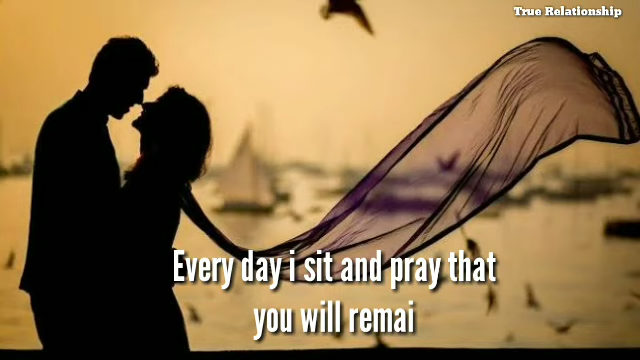 True Relationship
Every day i sit and pray that
you will remai